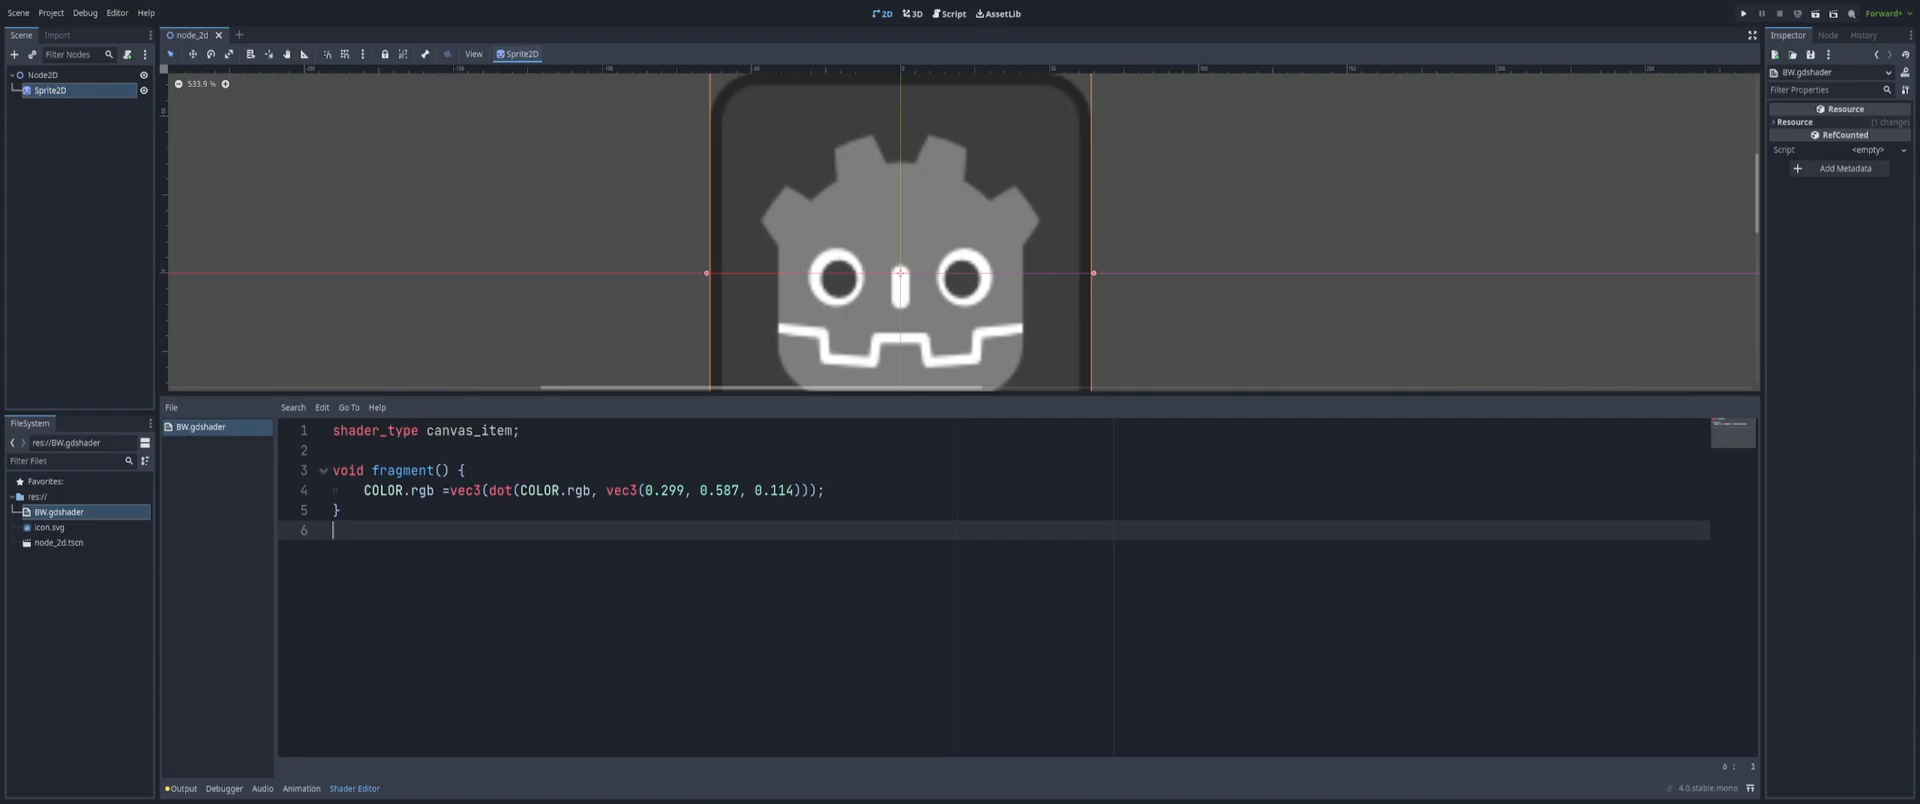 Scene Project Debug Editor Help
2D 3D Script AssetLib
Forward+
Scene Import
node_2d
Inspector Node History
Filter Nodes
View Sprite2D
Node2D
Sprite2D
BW.gdshader
533.9 %
Filter Properties
Resource
Resource (1 change)
RefCounted
Script <empty>
Add Metadata
File Search Edit Go To Help
BW.gdshader
1 shader_type canvas_item;
2
3 void fragment() {
4 COLOR.rgb =vec3(dot(COLOR.rgb, vec3(0.299, 0.587, 0.114)));
5 }
6
FileSystem
res://BW.gdshader
Filter Files
Favorites:
res://
BW.gdshader
icon.svg
node_2d.tscn
6 : 1
Output Debugger Audio Animation Shader Editor
4.0.stable.mono